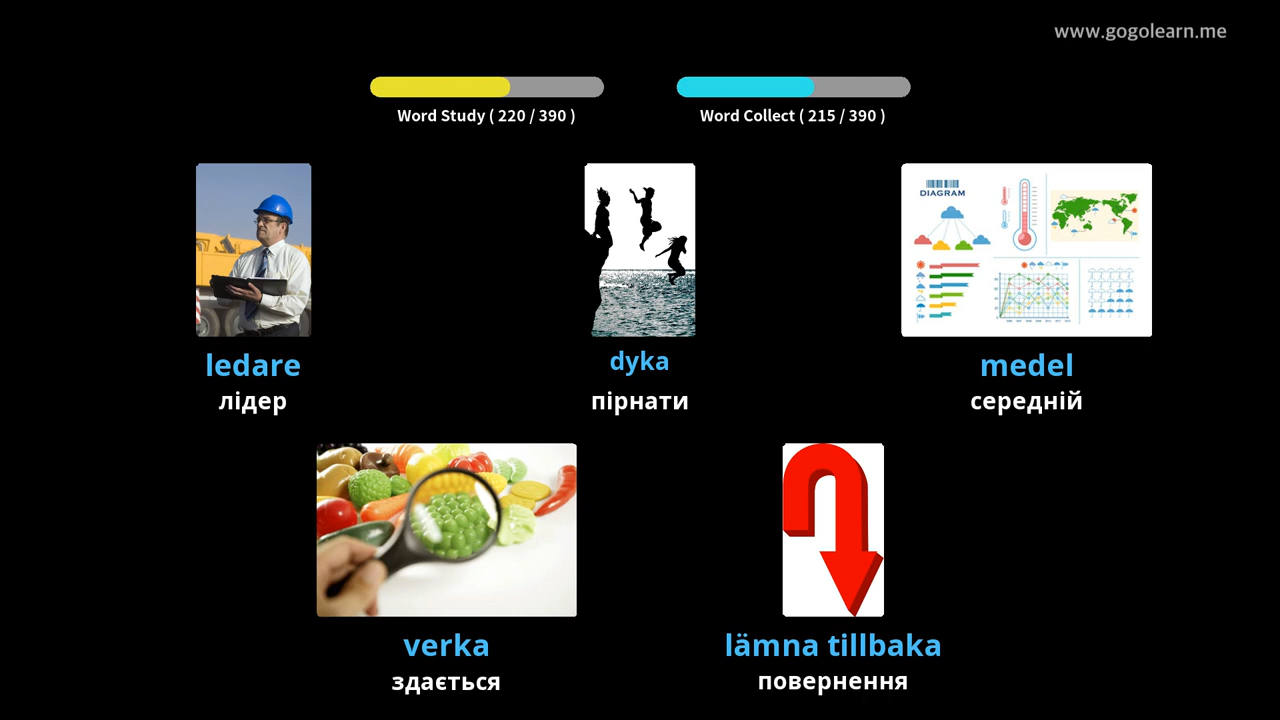 www.gogolearn.me
Word Study ( 220 / 390 )
Word Collect ( 215 / 390 )
DIAGRAM
ledare
лідер
dyka
пірнати
medel
середній
verka
здається
lämna tillbaka
повернення